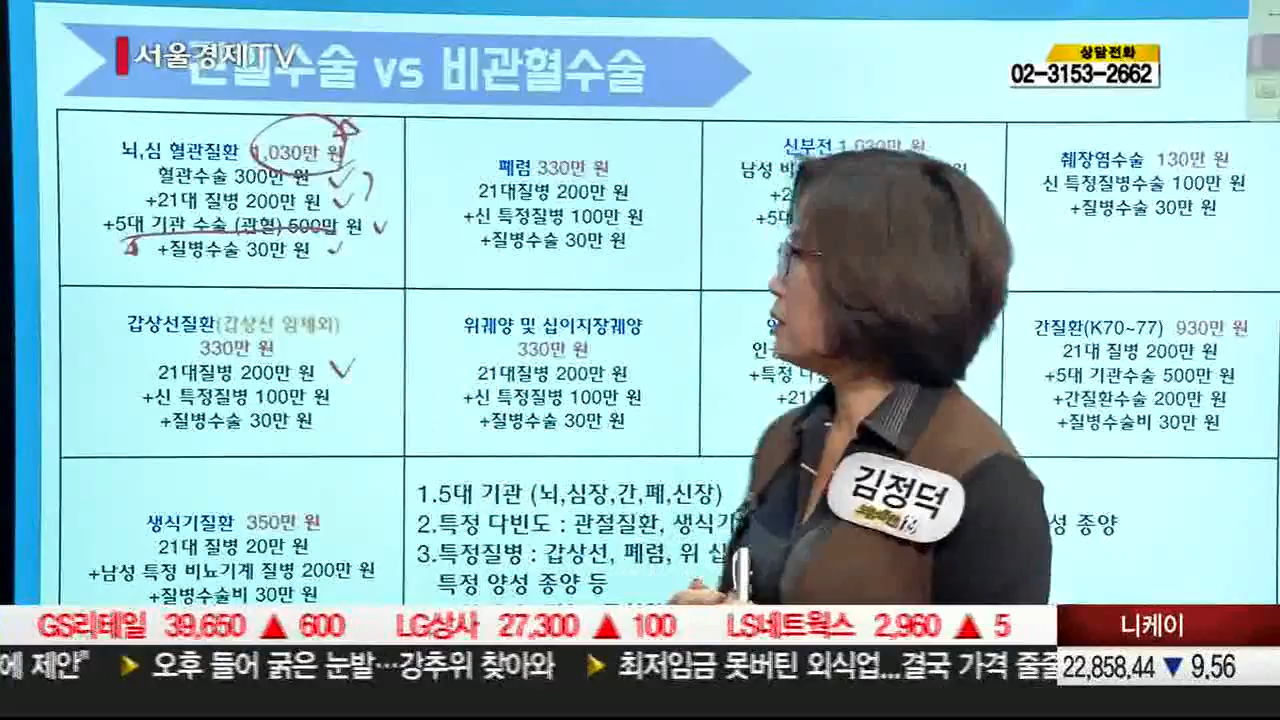 서울경제TV
vs 비관혈수술
상담전화
02-3153-2662
뇌,심 혈관질환 1,030만 원
혈관수술 300만 원
+21대 질병 200만 원
+5대 기관 수술 (관혈) 500만 원
+질병수술 30만 원
폐렴 330만 원
21대질병 200만 원
+신 특정질병 100만 원
+질병수술 30만 원
신부전 1,030만 원
남성 비
+2
+5다
췌장염수술 130만 원
신 특정질병수술 100만 원
+질병수술 30만 원
갑상선질환(갑상선 암제외)
330만 원
21대질병 200만 원
+신 특정질병 100만 원
+질병수술 30만 원
위궤양 및 십이지장궤양
330만 원
21대질병 200만 원
+신 특정질병 100만 원
+질병수술 30만 원
인공
+특정 다
+21
간질환(K70~77) 930만 원
21대 질병 200만 원
+5대 기관수술 500만 원
+간질환수술 200만 원
+질병수술비 30만 원
생식기질환 350만 원
21대 질병 20만 원
+남성 특정 비뇨기계 질병 200만 원
+질병수술비 30만 원
1.5대 기관 (뇌,심장,간,폐,신장)
2.특정 다빈도 : 관절질환, 생식기 성 종양
3.특정질병 : 갑상선, 폐렴, 위 십
특정 양성 종양 등
김정덕
GS리테일 39,650 ▲ 600 LG상사 27,300 ▲ 100 LS네트웍스 2,960 ▲ 5
니케이
에 제안" ▶ 오후 들어 굵은 눈발…강추위 찾아와 ▶ 최저임금 못버틴 외식업...결국 가격 줄줄
22,858.44 ▼ 9.56